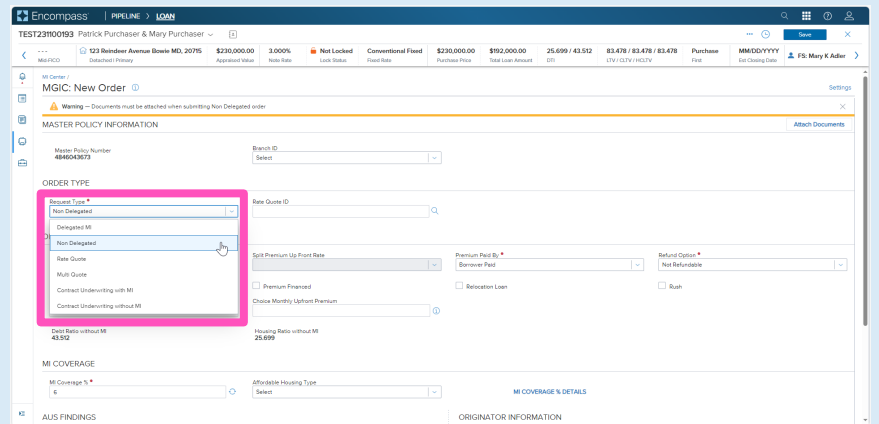 Encompass® | PIPELINE > LOAN
TEST231100193 Patrick Purchaser & Mary Purchaser Save
--- 123 Reindeer Avenue Bowie MD, 20715 $230,000.00 3.000% Not Locked Conventional Fixed $230,000.00 $192,000.00 25.699 / 43.512 83.478 / 83.478 / 83.478 Purchase MM/DD/YYYY FS: Mary K Adler
Mid-FICO Detached | Primary Appraised Value Note Rate Lock Status Fixed Rate Purchase Price Total Loan Amount DTI LTV / CLTV / HCLTV First Est Closing Date
MI Center /
MGIC: New Order Settings
Warning — Documents must be attached when submitting Non Delegated order
MASTER POLICY INFORMATION Attach Documents
Master Policy Number Branch ID
4846043673 Select
ORDER TYPE
Request Type * Rate Quote ID
Non Delegated
Delegated MI
Non Delegated
Rate Quote
Multi Quote
Contract Underwriting with MI
Contract Underwriting without MI
Split Premium Up Front Rate Premium Paid By * Refund Option *
Borrower Paid Not Refundable
Premium Financed Relocation Loan Rush
Choice Monthly Upfront Premium
Debt Ratio without MI Housing Ratio without MI
43.512 25.699
MI COVERAGE
MI Coverage % * Affordable Housing Type
6 Select MI COVERAGE % DETAILS
AUS FINDINGS ORIGINATOR INFORMATION